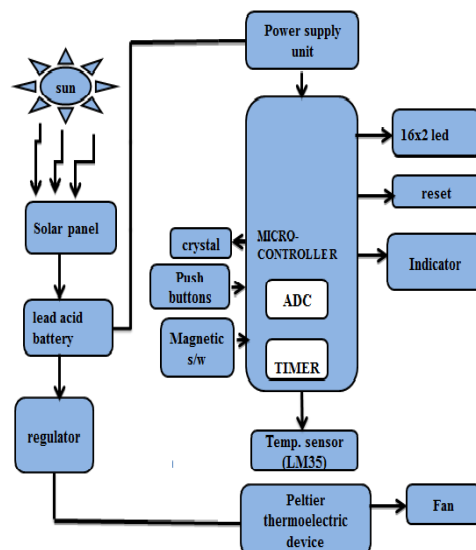 Power supply
unit
sun
16x2 led
reset
Solar panel
crystal
MICRO-
CONTROLLER
Indicator
Push
buttons
ADC
lead acid
battery
Magnetic
s/w
TIMER
regulator
Temp. sensor
(LM35)
Peltier
thermoelectric
device
Fan